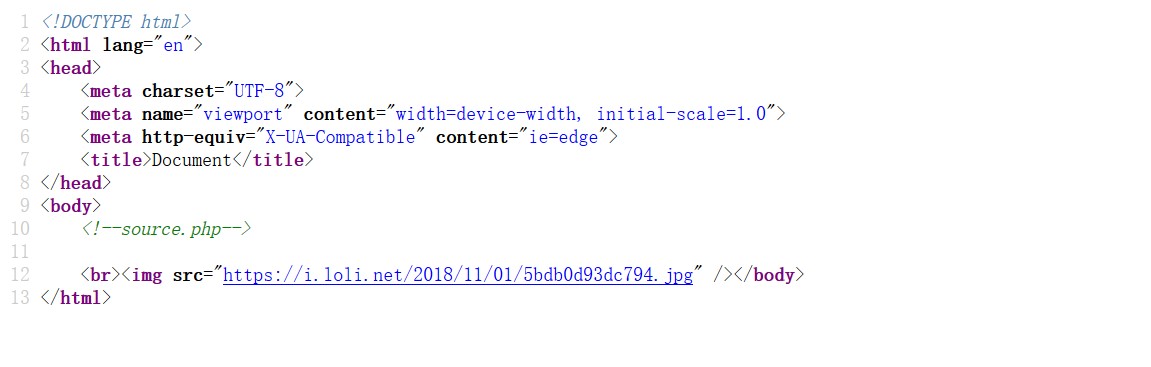 1 <!DOCTYPE html>
2 <html lang="en">
3 <head>
4     <meta charset="UTF-8">
5     <meta name="viewport" content="width=device-width, initial-scale=1.0">
6     <meta http-equiv="X-UA-Compatible" content="ie=edge">
7     <title>Document</title>
8 </head>
9 <body>
10     <!--source.php-->
11
12     <br><img src="https://i.loli.net/2018/11/01/5bdb0d93dc794.jpg" /></body>
13 </html>